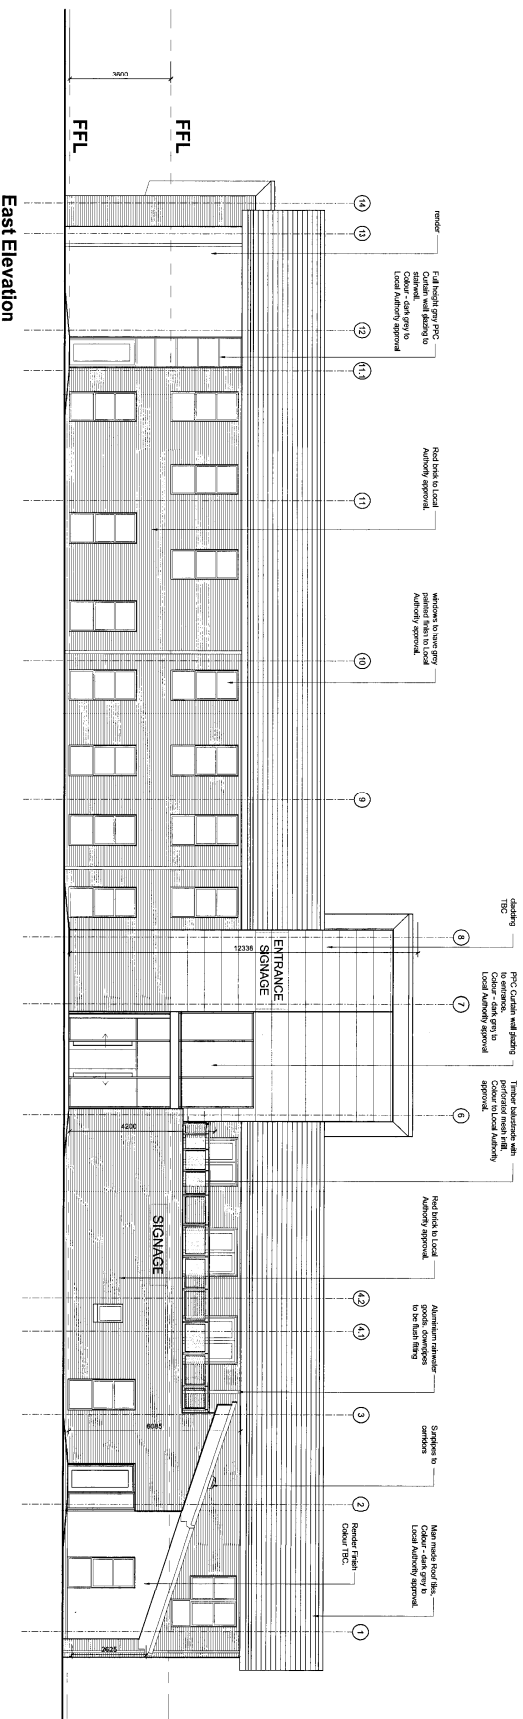 cladding
TBC
PPC Curtain wall glazing
to entrance.
Colour - dark grey to
Local Authority approval
Timber balustrade with
perforated mesh infill.
Colour to Local Authority
approval.
render
Full height grey PPC
Curtain wall glazing to
stairwell.
Colour - dark grey to
Local Authority approval
Red brick to Local
Authority approval.
windows to have grey
painted finish to Local
Authority approval.
Red brick to Local
Authority approval.
Aluminium rainwater
goods. downpipes
to be flush fitting
Sunpipes to
corridors
Man made Roof tiles,
Colour - dark grey to
Local Authority approval.
Render Finish
Colour TBC.
14
13
12
11.1
11
10
9
8
7
6
4.2
4.1
3
2
1
ENTRANCE
SIGNAGE
12336
SIGNAGE
4200
6085
2625
3600
FFL
FFL
East Elevation